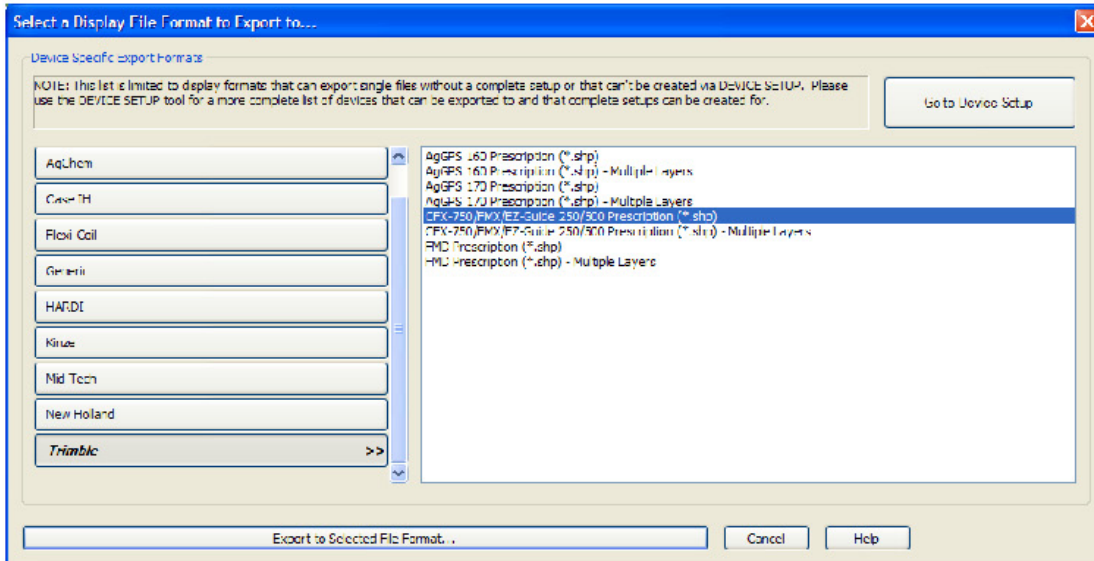 Select a Display File Format to Export to...
Device Specific Export Formats
NOTE: This list is limited to display formats that can export single files without a complete setup or that can't be created via DEVICE SETUP. Please
use the DEVICE SETUP tool for a more complete list of devices that can be exported to and that complete setups can be created for.
Go to Device Setup
AgChem
Case IH
Flexi Coil
Generic
HARDI
Kinze
Mid Tech
New Holland
Trimble >>
AgGPS 160 Prescription (*.shp)
AgGPS 160 Prescription (*.shp) - Multiple Layers
AgGPS 170 Prescription (*.shp)
AgGPS 170 Prescription (*.shp) - Multiple Layers
CFX-750/FMX/EZ-Guide 250/500 Prescription (*.shp)
CFX-750/FMX/EZ-Guide 250/500 Prescription (*.shp) - Multiple Layers
FMD Prescription (*.shp)
FMD Prescription (*.shp) - Multiple Layers
Export to Selected File Format...
Cancel
Help